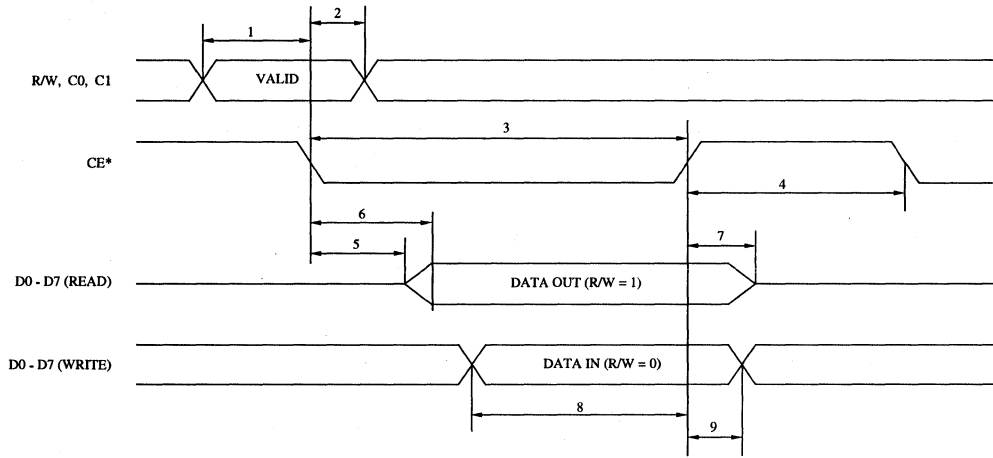 2
1
R/W, C0, C1
VALID
3
CE*
4
6
7
5
D0 - D7 (READ)
DATA OUT (R/W = 1)
D0 - D7 (WRITE)
DATA IN (R/W = 0)
8
9